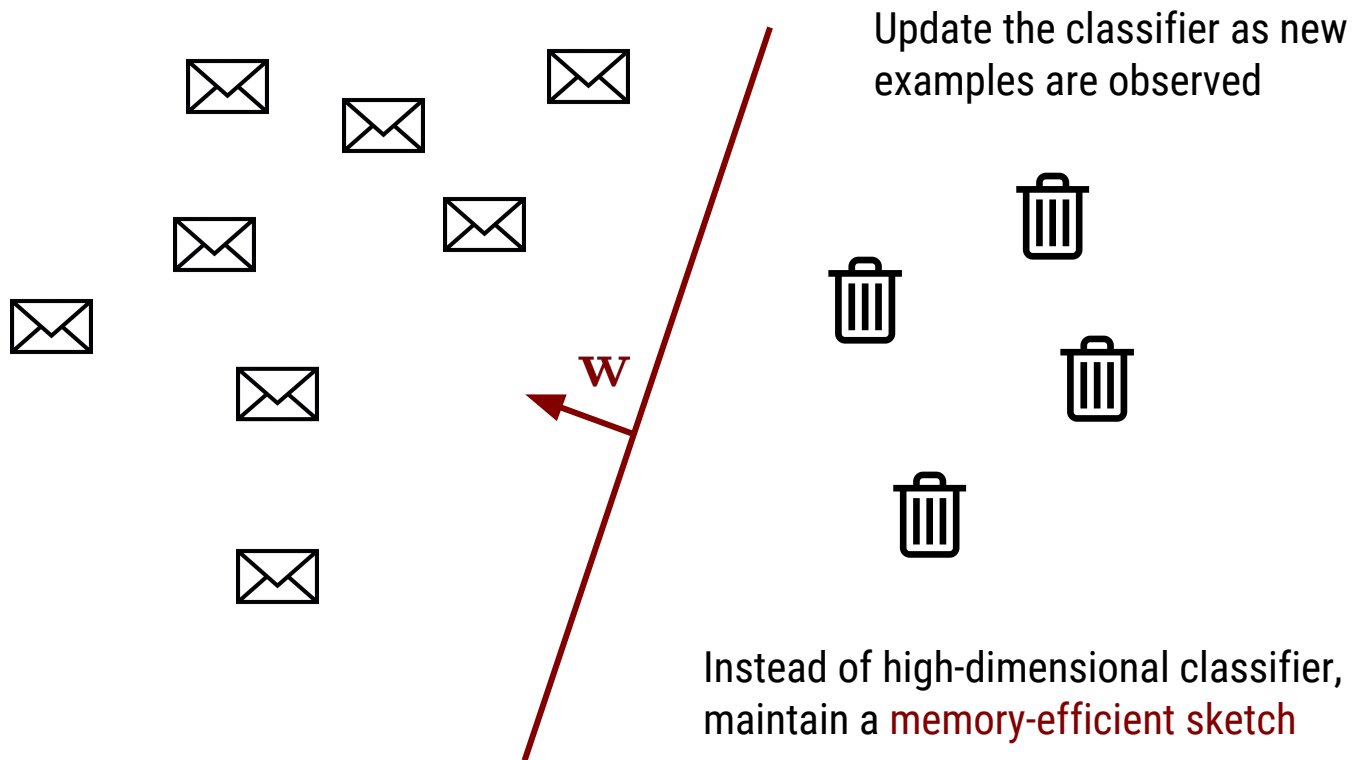 Update the classifier as new
examples are observed
w
Instead of high-dimensional classifier,
maintain a memory-efficient sketch